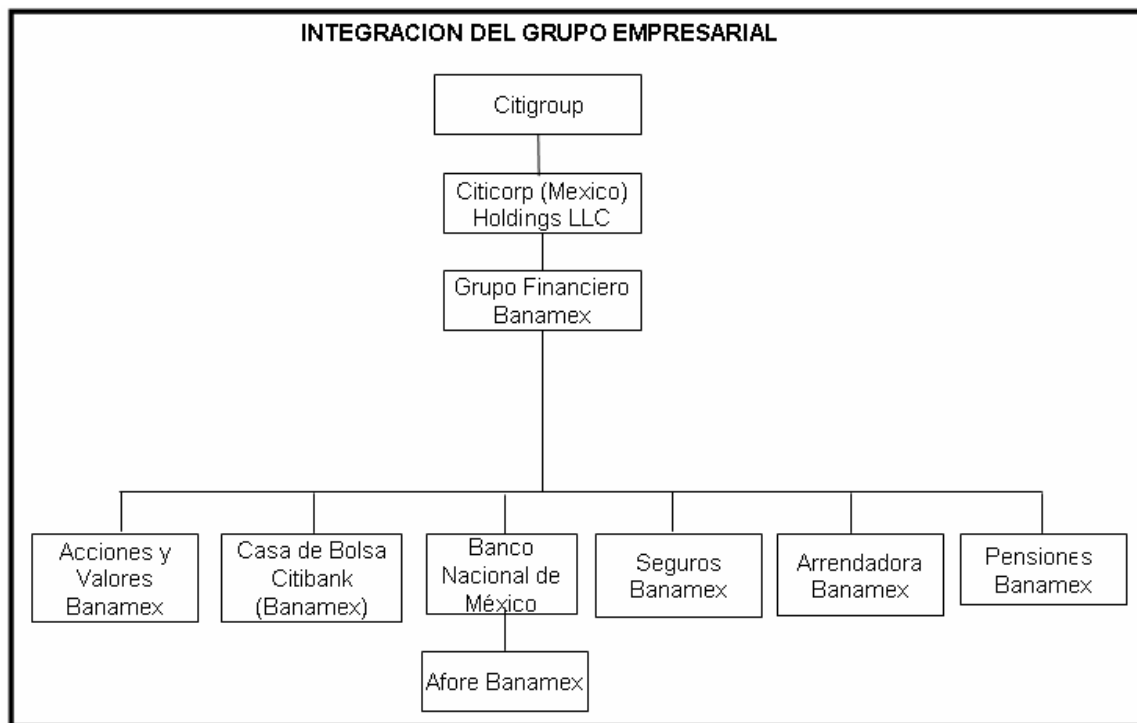 INTEGRACION DEL GRUPO EMPRESARIAL
Citigroup
Citicorp (Mexico)
Holdings LLC
Grupo Financiero
Banamex
Acciones y
Valores
Banamex
Casa de Bolsa
Citibank
(Banamex)
Banco
Nacional de
México
Seguros
Banamex
Arrendadora
Banamex
Pensiones
Banamex
Afore Banamex